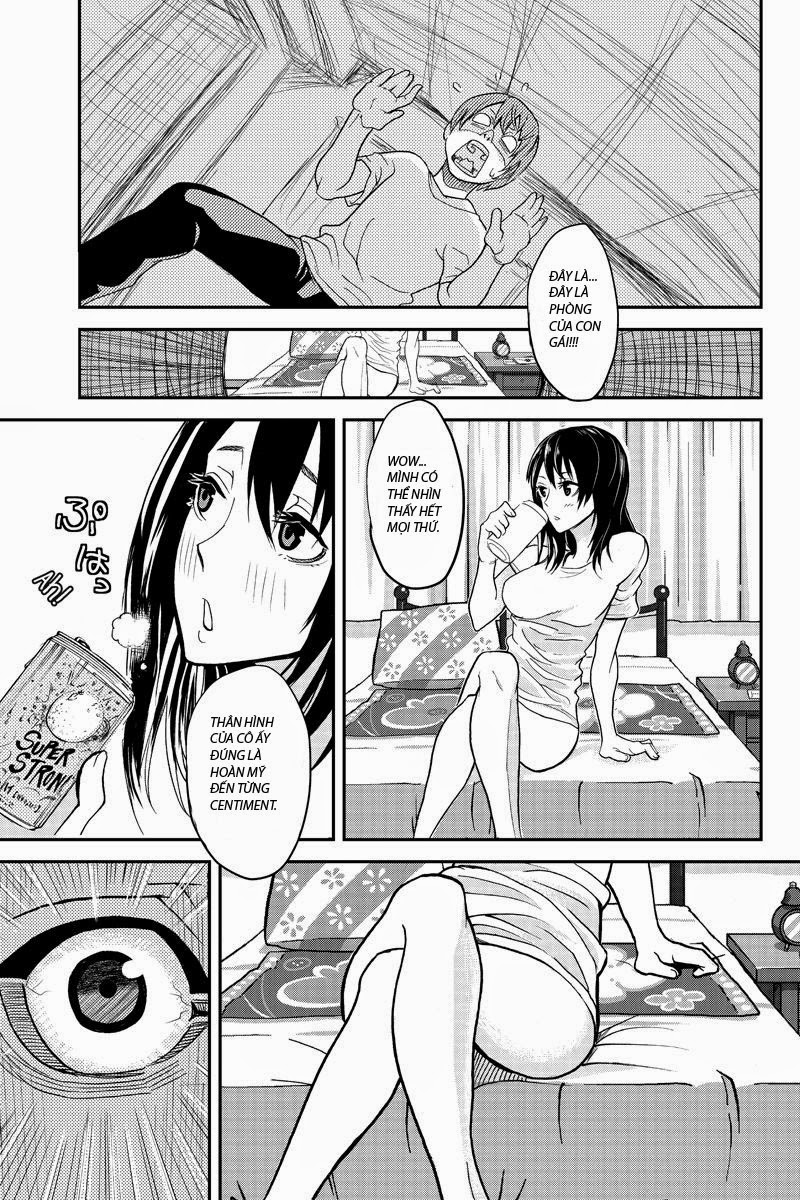 ĐÂY LÀ...
ĐÂY LÀ
PHÒNG
CỦA CON
GÁI!!!
WOW...
MÌNH CÓ
THỂ NHÌN
THẤY HẾT
MỌI THỨ.
ぷはっ
Ah!
SUPER
STRONG
THÂN HÌNH
CỦA CÔ ẤY
ĐÚNG LÀ
HOÀN MỸ
ĐẾN TỪNG
CENTIMENT.